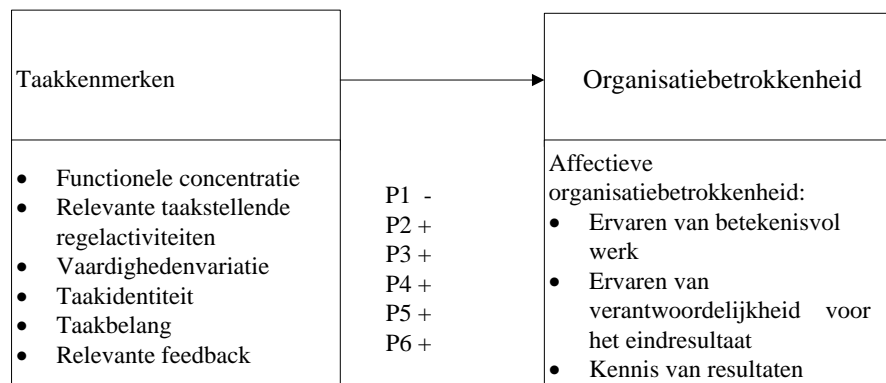 Taakkenmerken
Organisatiebetrokkenheid
• Functionele concentratie
• Relevante taakstellende
regelactiviteiten
• Vaardighedenvariatie
• Taakidentiteit
• Taakbelang
• Relevante feedback
P1 -
P2 +
P3 +
P4 +
P5 +
P6 +
Affectieve
organisatiebetrokkenheid:
• Ervaren van betekenisvol
werk
• Ervaren van
verantwoordelijkheid voor
het eindresultaat
• Kennis van resultaten